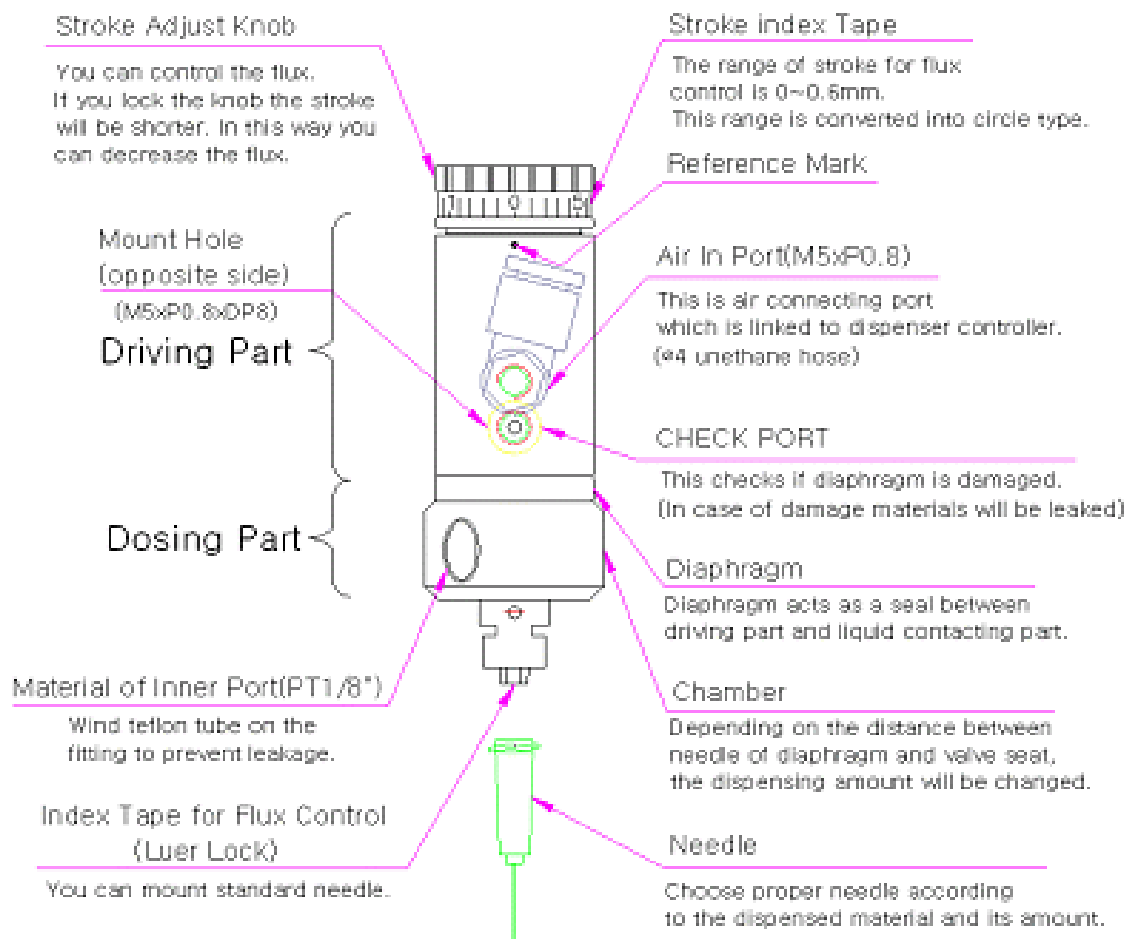 Stroke Adjust Knob
You can control the flux.
If you lock the knob the stroke
will be shorter. In this way you
can decrease the flux.
Stroke index Tape
The range of stroke for flux
control is 0~0.6mm.
This range is converted into circle type.
Reference Mark
1 0 5
Mount Hole
(opposite side)
(M5xP0.8xDP8)
Driving Part
Air In Port(M5xP0.8)
This is air connecting port
which is linked to dispenser controller.
(ø4 urethane hose)
CHECK PORT
This checks if diaphragm is damaged.
(In case of damage materials will be leaked)
Dosing Part
Diaphragm
Diaphragm acts as a seal between
driving part and liquid contacting part.
Material of Inner Port(PT1/8")
Wind teflon tube on the
fitting to prevent leakage.
Chamber
Depending on the distance between
needle of diaphragm and valve seat,
the dispensing amount will be changed.
Index Tape for Flux Control
(Luer Lock)
You can mount standard needle.
Needle
Choose proper needle according
to the dispensed material and its amount.